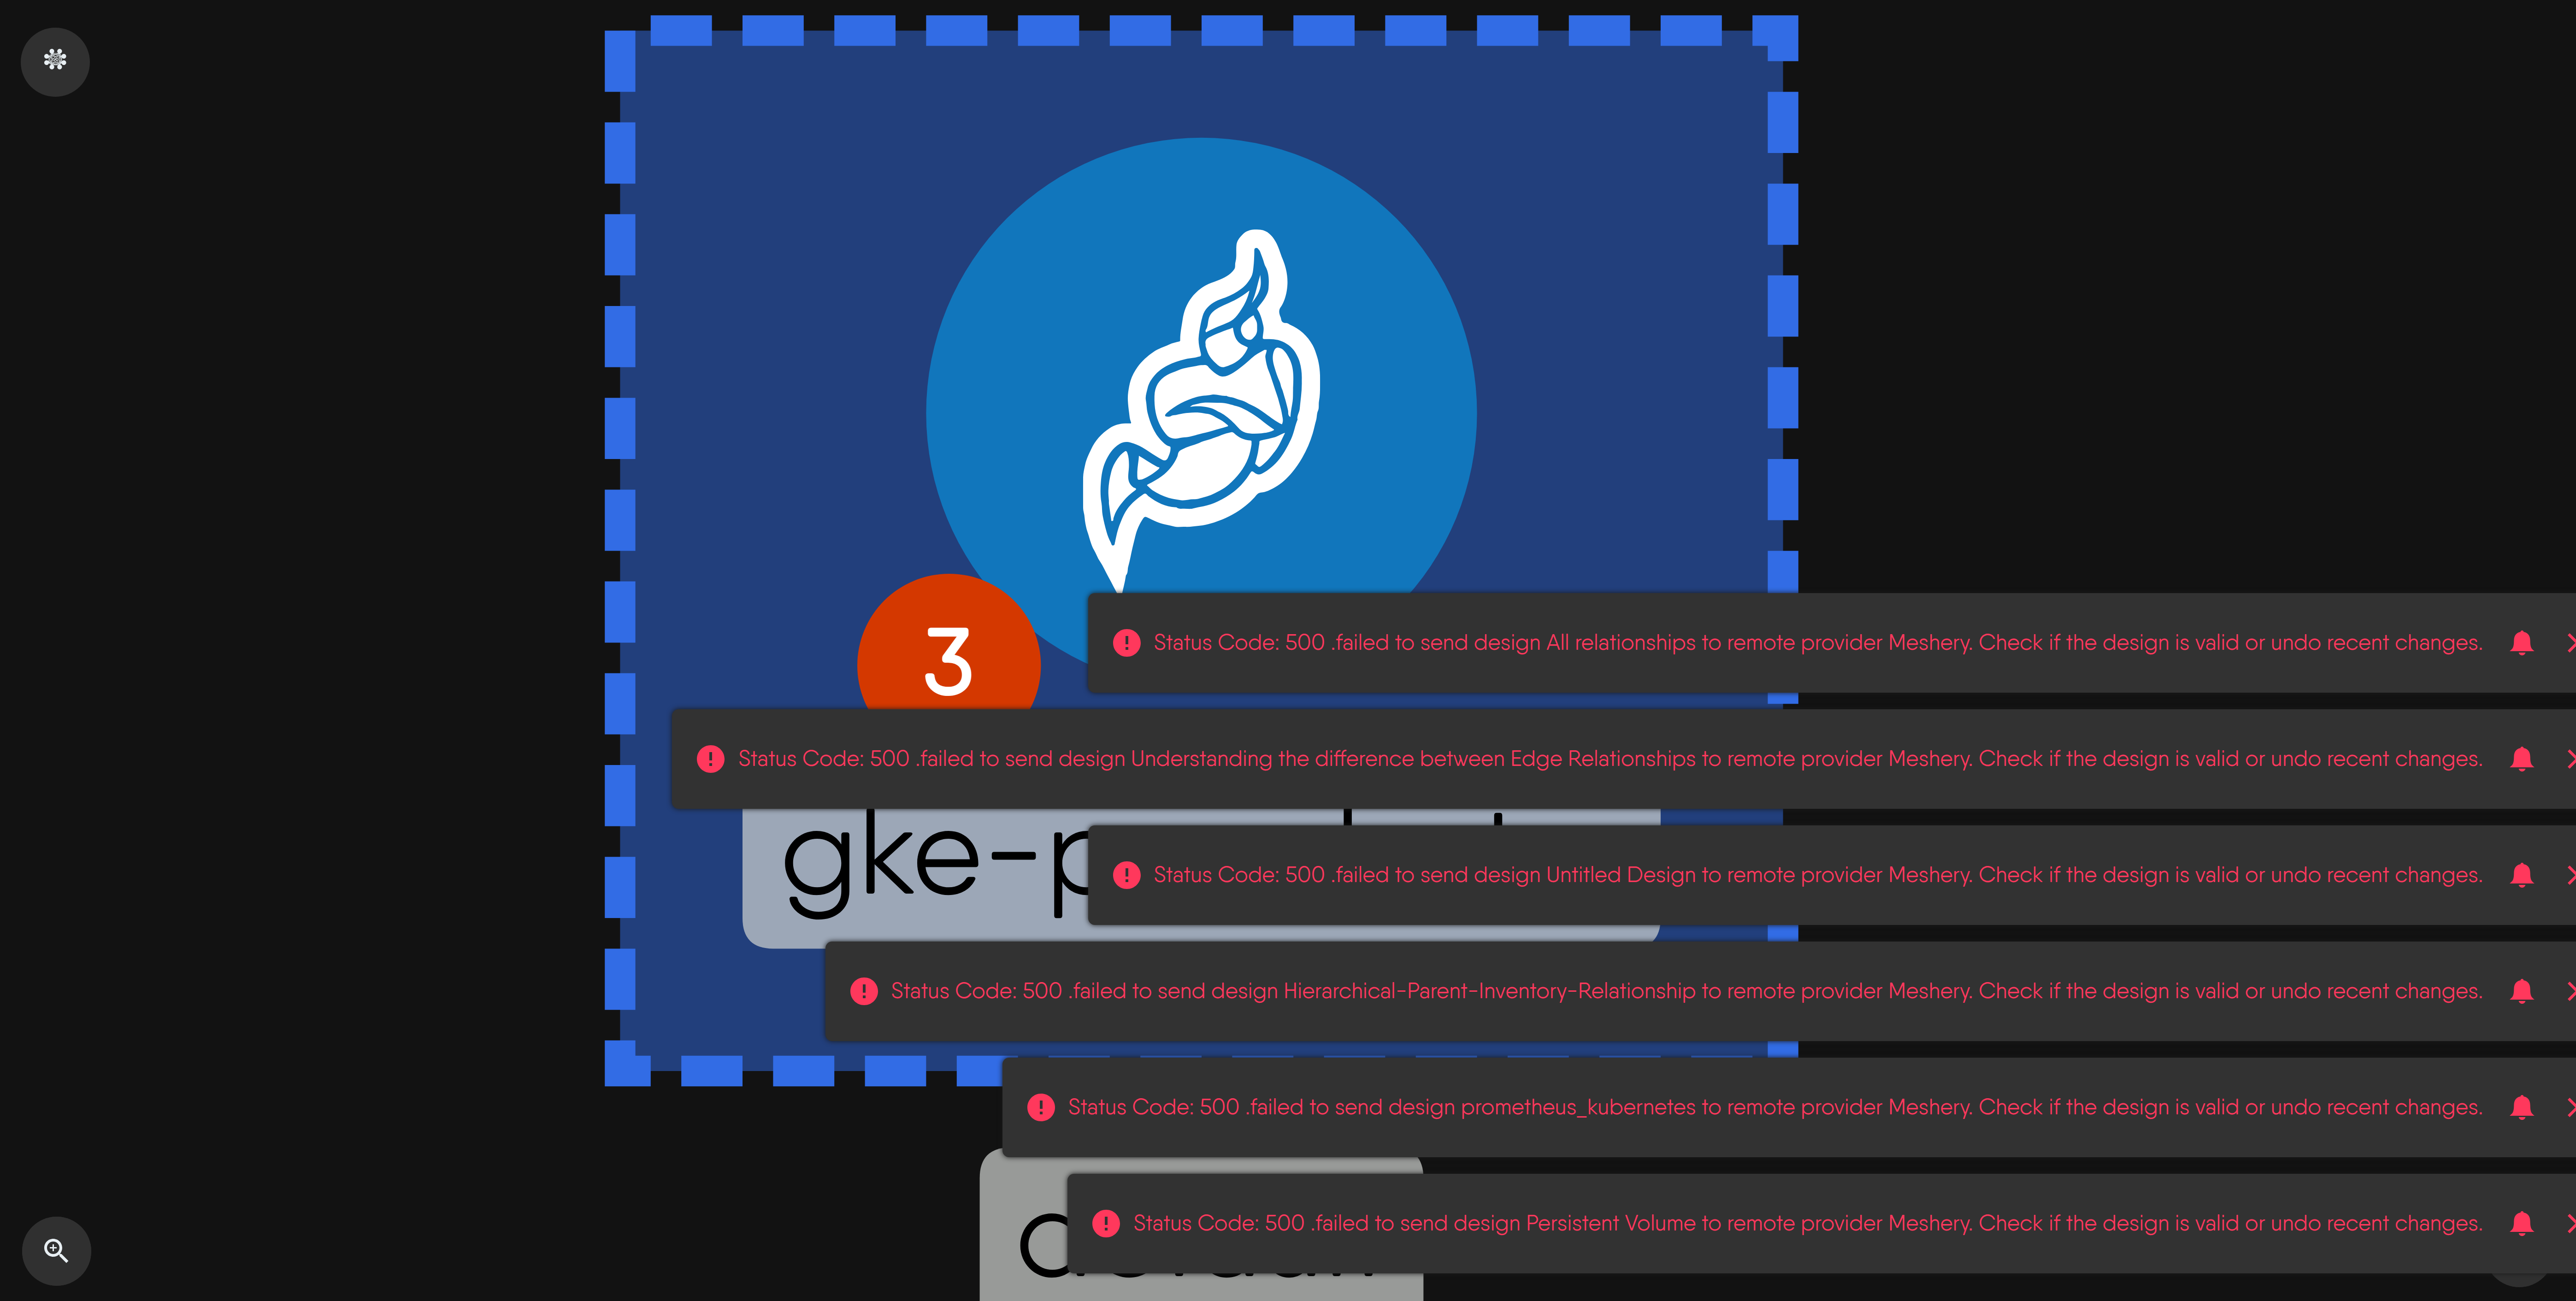 3
Status Code: 500 .failed to send design All relationships to remote provider Meshery. Check if the design is valid or undo recent changes.
Status Code: 500 .failed to send design Understanding the difference between Edge Relationships to remote provider Meshery. Check if the design is valid or undo recent changes.
gke-p
Status Code: 500 .failed to send design Untitled Design to remote provider Meshery. Check if the design is valid or undo recent changes.
Status Code: 500 .failed to send design Hierarchical-Parent-Inventory-Relationship to remote provider Meshery. Check if the design is valid or undo recent changes.
Status Code: 500 .failed to send design prometheus_kubernetes to remote provider Meshery. Check if the design is valid or undo recent changes.
Status Code: 500 .failed to send design Persistent Volume to remote provider Meshery. Check if the design is valid or undo recent changes.